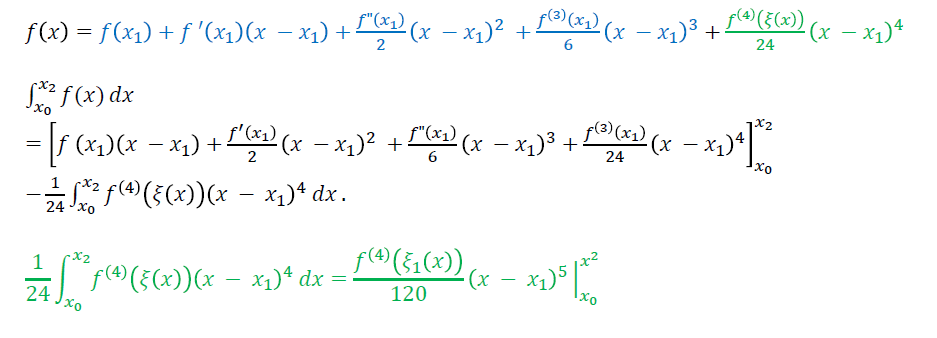 f(x) = f(x₁) + f ′(x₁)(x − x₁) + f"(x₁)/2 (x − x₁)² + f⁽³⁾(x₁)/6 (x − x₁)³ + f⁽⁴⁾(ξ(x))/24 (x − x₁)⁴
∫_{x₀}^{x₂} f(x) dx
= [f (x₁)(x − x₁) + f′(x₁)/2 (x − x₁)² + f"(x₁)/6 (x − x₁)³ + f⁽³⁾(x₁)/24 (x − x₁)⁴]_{x₀}^{x₂}
−1/24 ∫_{x₀}^{x₂} f⁽⁴⁾(ξ(x))(x − x₁)⁴ dx .
1/24 ∫_{x₀}^{x₂} f⁽⁴⁾(ξ(x))(x − x₁)⁴ dx = f⁽⁴⁾(ξ₁(x))/120 (x − x₁)⁵ |_{x₀}^{x²}